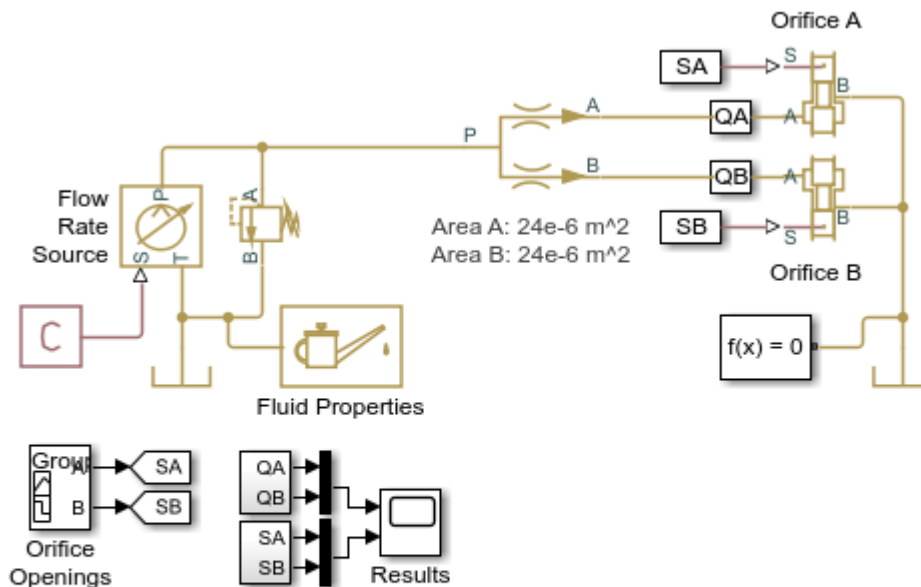 Orifice A
SA
S
B
QA
A
A
P
B
QB
A
B
SB
S
Orifice B
Area A: 24e-6 m^2
Area B: 24e-6 m^2
Flow
Rate
Source
P
S
T
A
B
C
f(x) = 0
Fluid Properties
Group
A
B
SA
SB
Orifice
Openings
QA
QB
SA
SB
Results